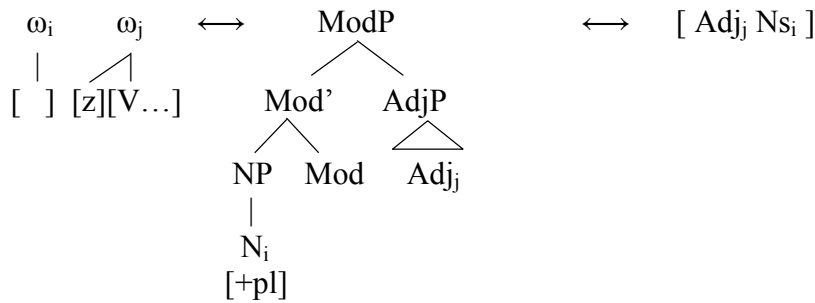 ωᵢ ωⱼ ↔ ModP ↔ [ Adjⱼ Nsᵢ ]
[ ] [z][V…] Mod’ AdjP
NP Mod Adjⱼ
Nᵢ
[+pl]